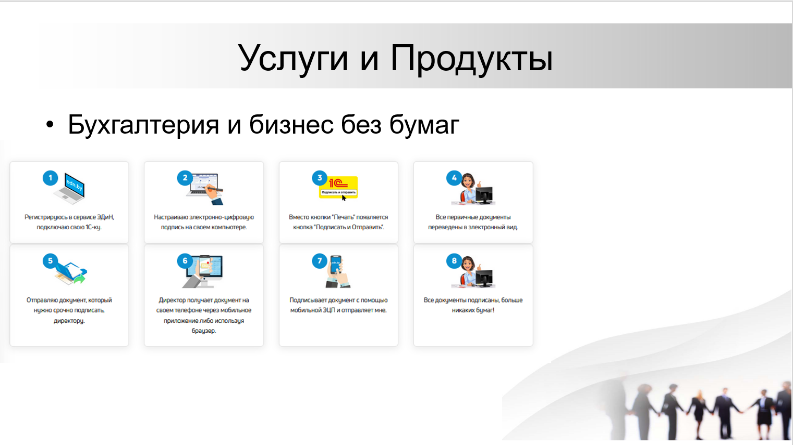 Услуги и Продукты
• Бухгалтерия и бизнес без бумаг
1
Регистрируюсь в сервисе ЭДиН,
подключаю свою 1С-ку.
2
Настраиваю электронно-цифровую
подпись на своем компьютере.
3
1С
Подписать и отправить
Вместо кнопки "Печать" появляется
кнопка "Подписать и Отправить".
4
Все первичные документы
переведены в электронный вид.
5
Отправляю документ, который
нужно срочно подписать,
директору.
6
Директор получает документ на
своем телефоне через мобильное
приложение либо используя
браузер.
7
Подписывает документ с помощью
мобильной ЭЦП и отправляет мне.
8
Все документы подписаны, больше
никаких бумаг!